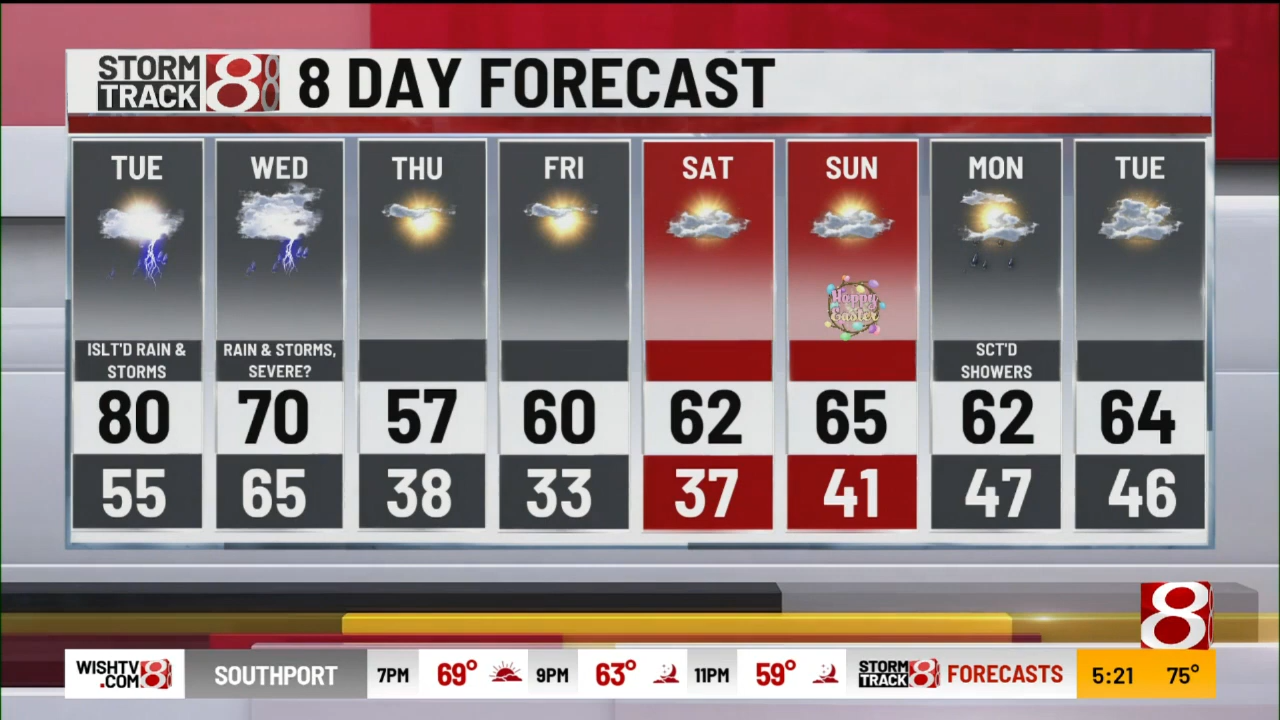 STORM TRACK 8 8 DAY FORECAST
TUE WED THU FRI SAT SUN MON TUE
Happy
Easter
ISLT'D RAIN &
STORMS
RAIN & STORMS,
SEVERE?
SCT'D
SHOWERS
80 70 57 60 62 65 62 64
55 65 38 33 37 41 47 46
8
WISHTV
.COM 8
SOUTHPORT 7PM 69° 9PM 63° 11PM 59° STORM TRACK 8 FORECASTS 5:21 75°